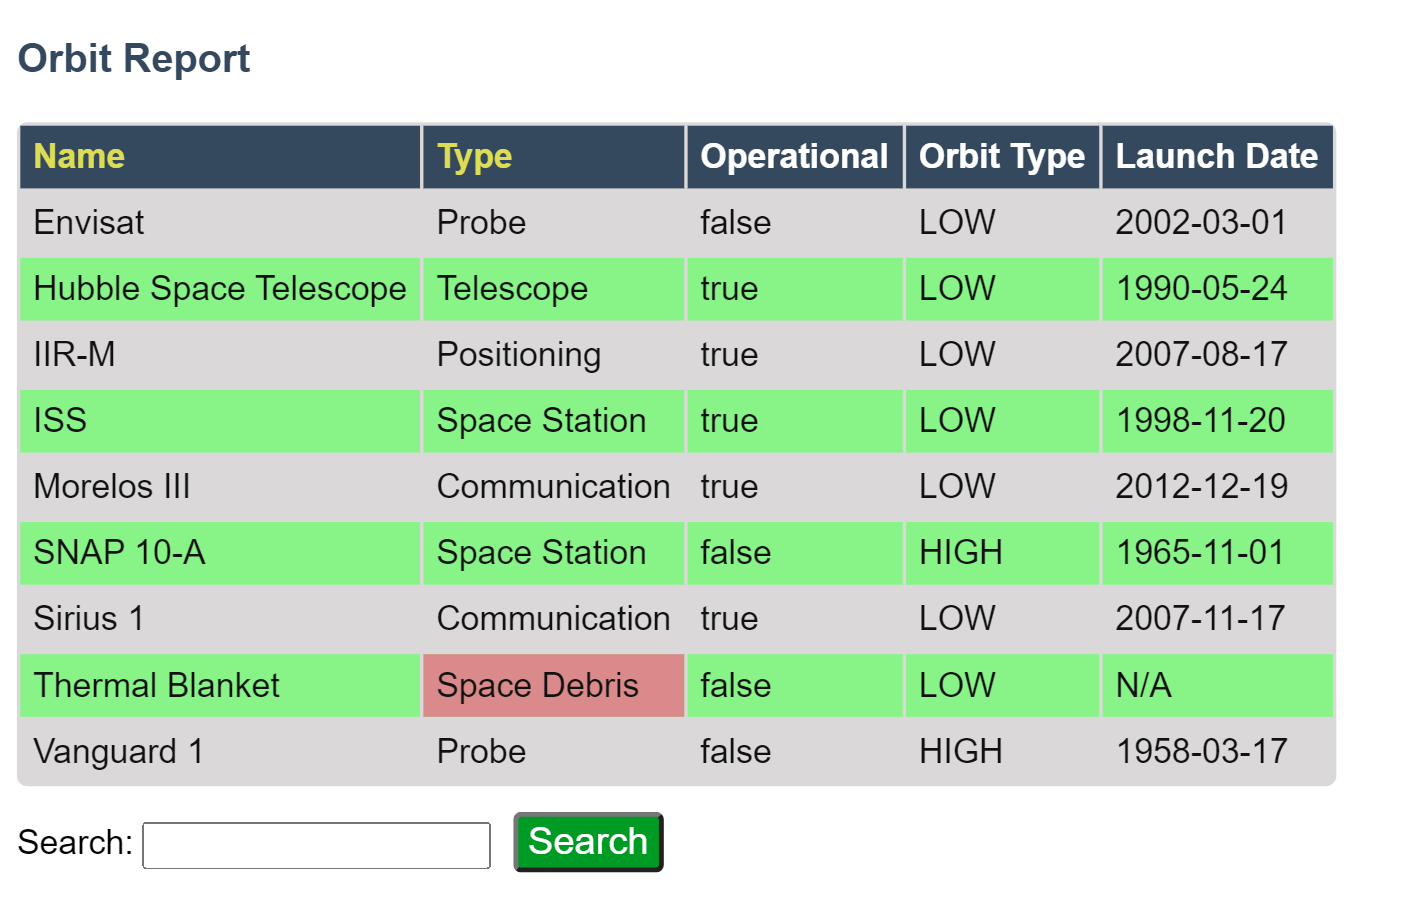 Orbit Report
Name Type Operational Orbit Type Launch Date
Envisat Probe false LOW 2002-03-01
Hubble Space Telescope Telescope true LOW 1990-05-24
IIR-M Positioning true LOW 2007-08-17
ISS Space Station true LOW 1998-11-20
Morelos III Communication true LOW 2012-12-19
SNAP 10-A Space Station false HIGH 1965-11-01
Sirius 1 Communication true LOW 2007-11-17
Thermal Blanket Space Debris false LOW N/A
Vanguard 1 Probe false HIGH 1958-03-17
Search: Search